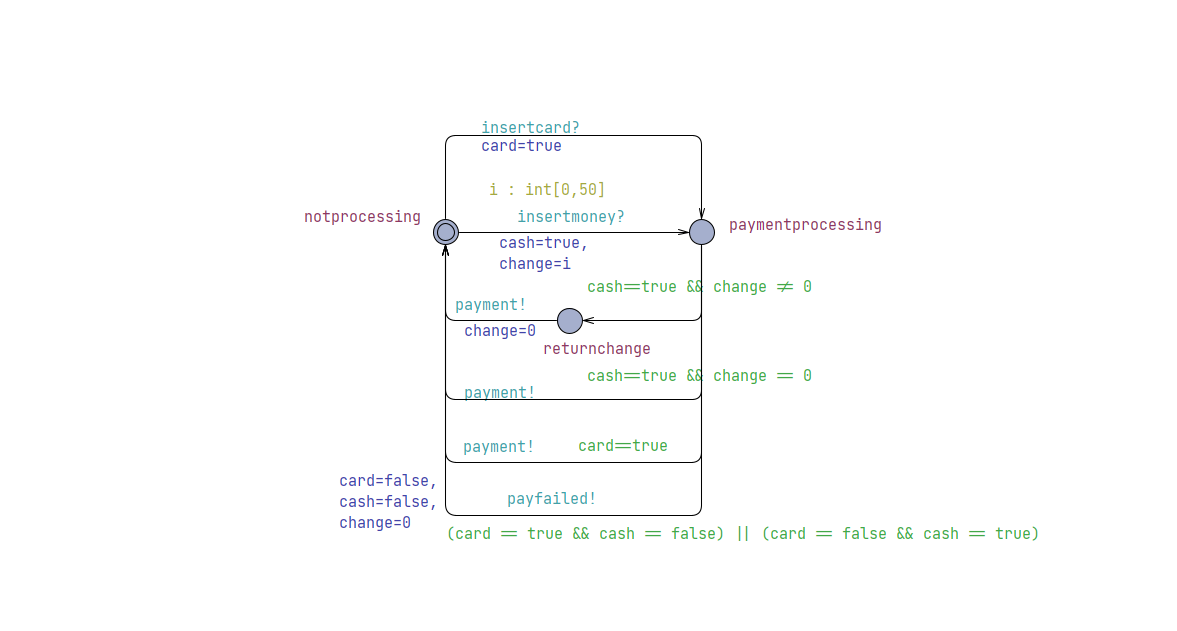 insertcard?
card=true
i : int[0,50]
insertmoney?
notprocessing
paymentprocessing
cash=true,
change=i
cash==true && change != 0
payment!
change=0
returnchange
cash==true && change == 0
payment!
payment!
card==true
card=false,
cash=false,
change=0
payfailed!
(card == true && cash == false) || (card == false && cash == true)